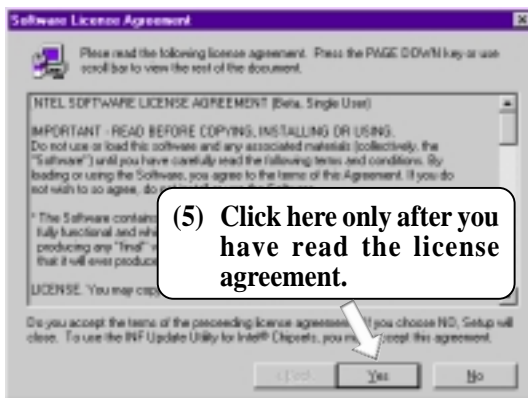 Software License Agreement
Please read the following license agreement. Press the PAGE DOWN key or use
scroll bar to view the rest of the document.
NTEL SOFTWARE LICENSE AGREEMENT (Beta, Single User)
IMPORTANT - READ BEFORE COPYING, INSTALLING OR USING.
Do not use or load this software and any associated materials (collectively, the
"Software") until you have carefully read the following terms and conditions. By
loading or using the Software, you agree to the terms of this Agreement. If you do
not wish to so agree, do
* The Software contains
fully functional and
producing any "final"
that it will ever produce
LICENSE. You may copy
(5) Click here only after you
have read the license
agreement.
Do you accept the terms of the preceeding license agreement? If you choose NO, Setup will
close. To use the INF Update Utility for Intel® Chipsets, you must accept this agreement.
< Back
Yes
No